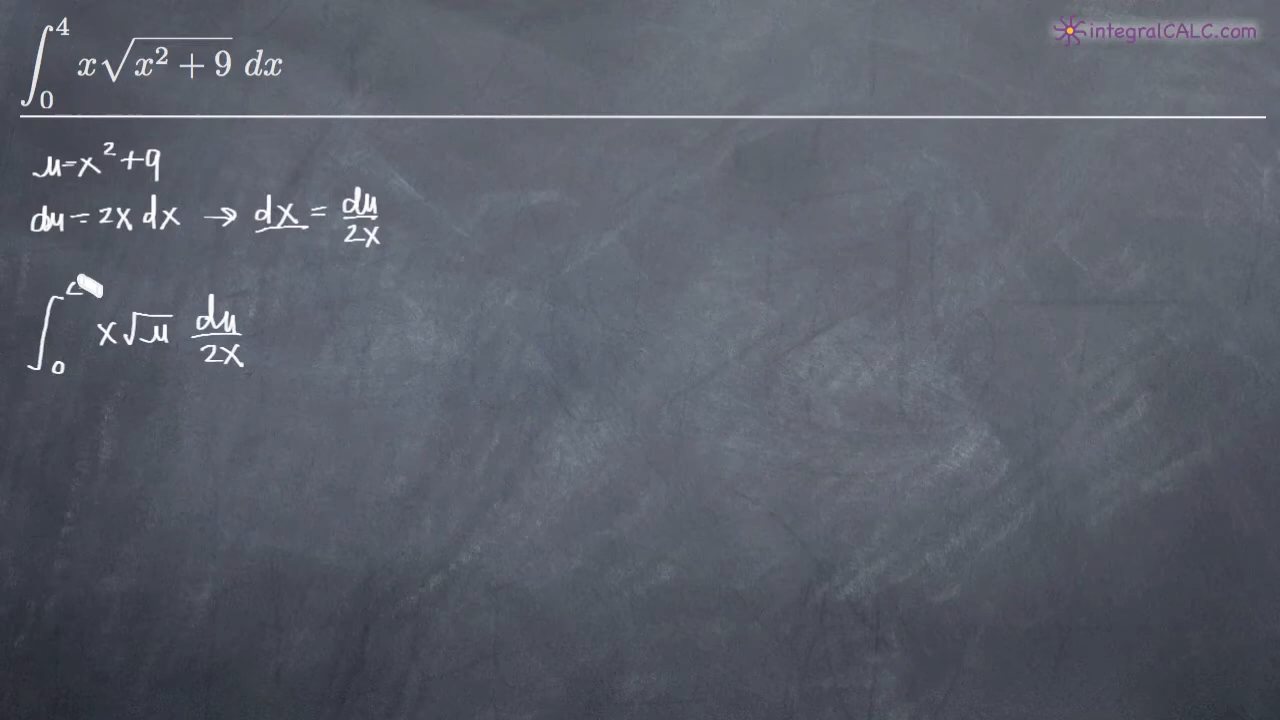 ∫₀⁴ x√(x² + 9) dx
integralCALC.com
u=x²+9
du=2x dx → dx = du/2x
∫₀ x√u du/2x